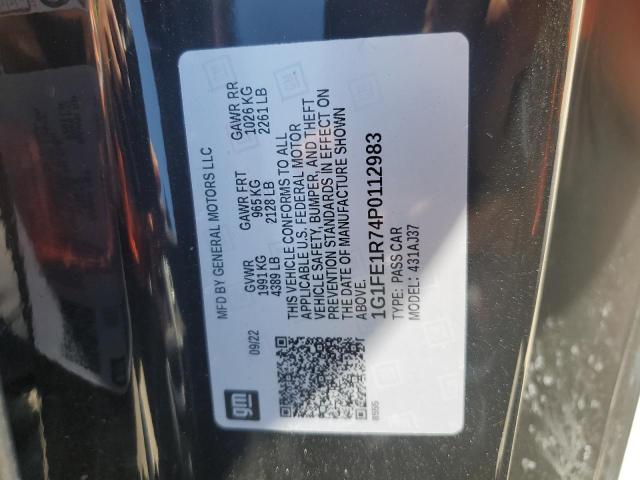 MFD BY GENERAL MOTORS LLC
gm
09/22
GVWR
1991 KG
4389 LB
GAWR FRT
965 KG
2128 LB
GAWR RR
1026 KG
2261 LB
THIS VEHICLE CONFORMS TO ALL
APPLICABLE U.S. FEDERAL MOTOR
VEHICLE SAFETY, BUMPER, AND THEFT
PREVENTION STANDARDS IN EFFECT ON
THE DATE OF MANUFACTURE SHOWN
ABOVE.
1G1FE1R74P0112983
TYPE: PASS CAR
MODEL: 431AJ37